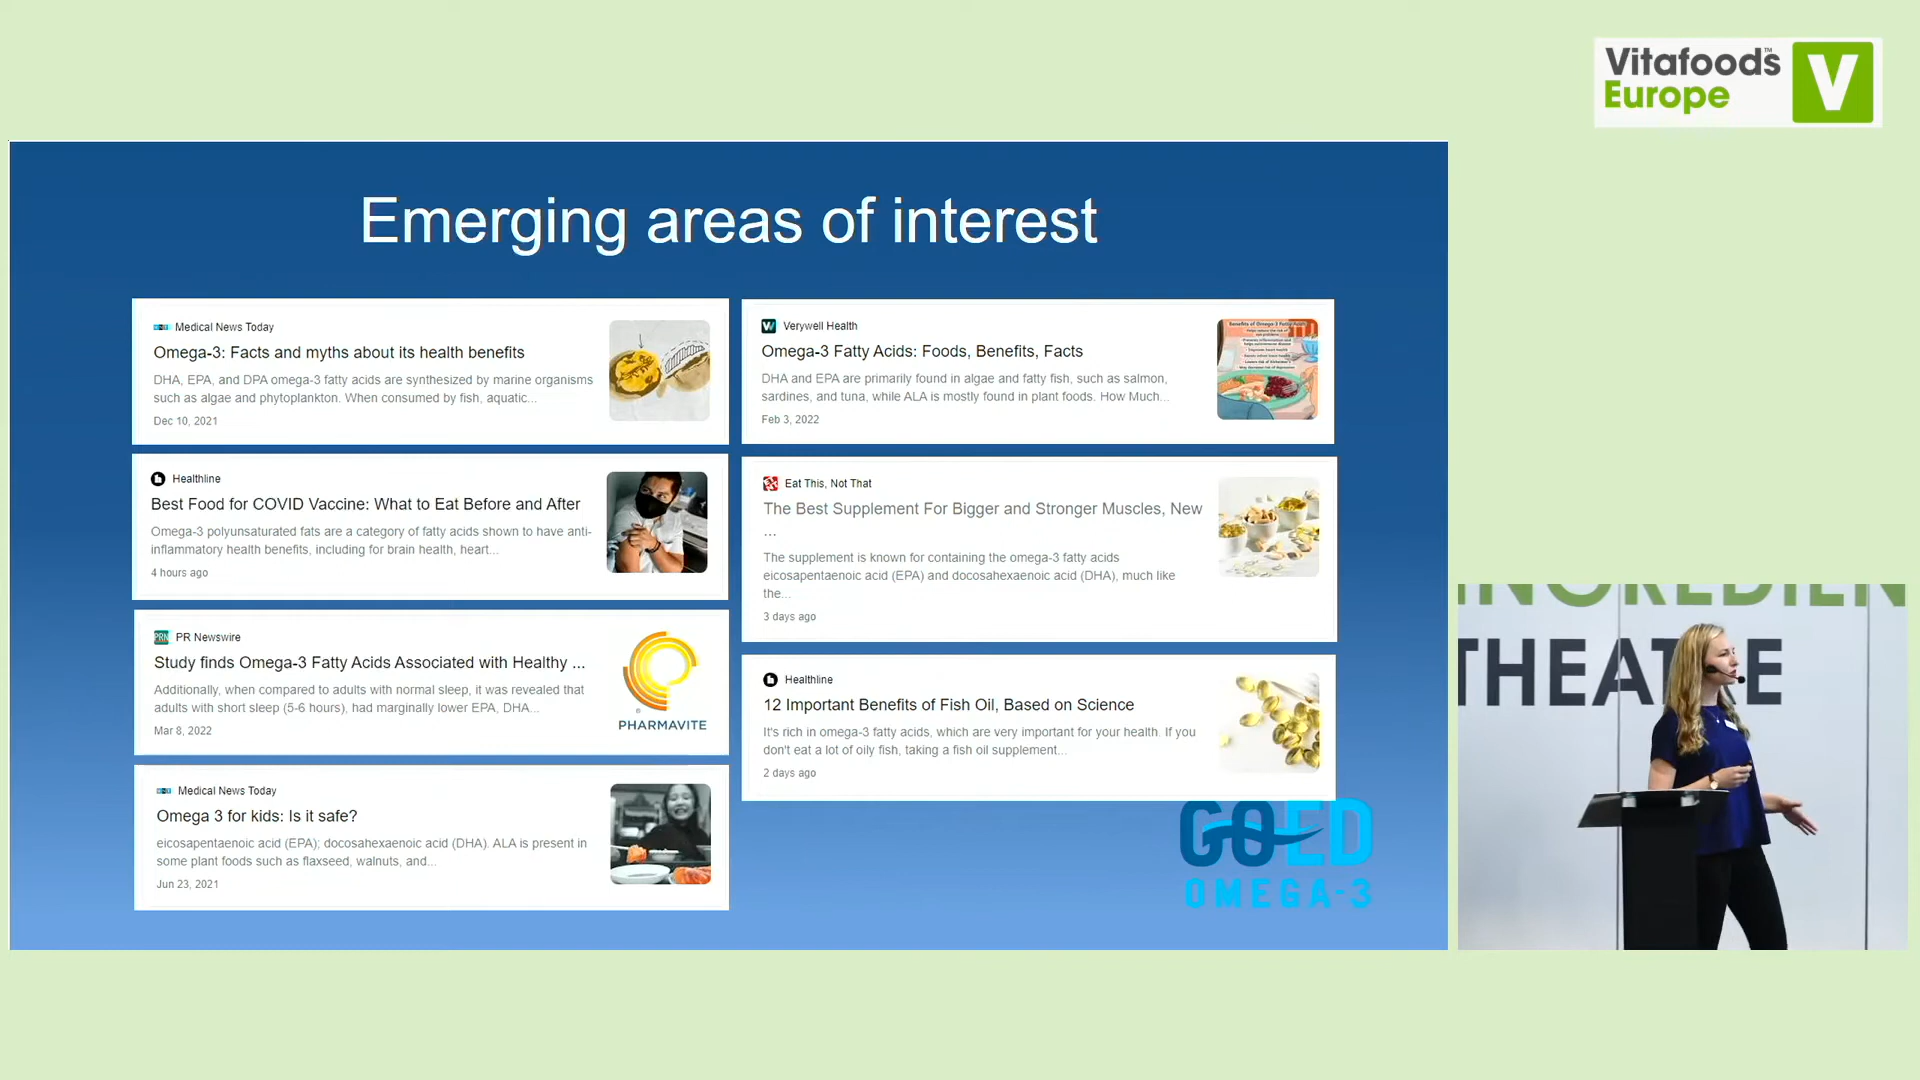 Vitafoods™
Europe
V
Emerging areas of interest
Medical News Today
Omega-3: Facts and myths about its health benefits
DHA, EPA, and DPA omega-3 fatty acids are synthesized by marine organisms
such as algae and phytoplankton. When consumed by fish, aquatic...
Dec 10, 2021
Healthline
Best Food for COVID Vaccine: What to Eat Before and After
Omega-3 polyunsaturated fats are a category of fatty acids shown to have anti-
inflammatory health benefits, including for brain health, heart...
4 hours ago
PRN
PR Newswire
Study finds Omega-3 Fatty Acids Associated with Healthy ...
Additionally, when compared to adults with normal sleep, it was revealed that
adults with short sleep (5-6 hours), had marginally lower EPA, DHA...
Mar 8, 2022
PHARMAVITE
Medical News Today
Omega 3 for kids: Is it safe?
eicosapentaenoic acid (EPA); docosahexaenoic acid (DHA). ALA is present in
some plant foods such as flaxseed, walnuts, and...
Jun 23, 2021
Verywell Health
Omega-3 Fatty Acids: Foods, Benefits, Facts
DHA and EPA are primarily found in algae and fatty fish, such as salmon,
sardines, and tuna, while ALA is mostly found in plant foods. How Much...
Feb 3, 2022
Benefits of Omega-3 Fatty Acids
Eat This, Not That
The Best Supplement For Bigger and Stronger Muscles, New
...
The supplement is known for containing the omega-3 fatty acids
eicosapentaenoic acid (EPA) and docosahexaenoic acid (DHA), much like
the...
3 days ago
Healthline
12 Important Benefits of Fish Oil, Based on Science
It's rich in omega-3 fatty acids, which are very important for your health. If you
don't eat a lot of oily fish, taking a fish oil supplement...
2 days ago
GOED
OMEGA-3
INGREDIEN
THEATRE